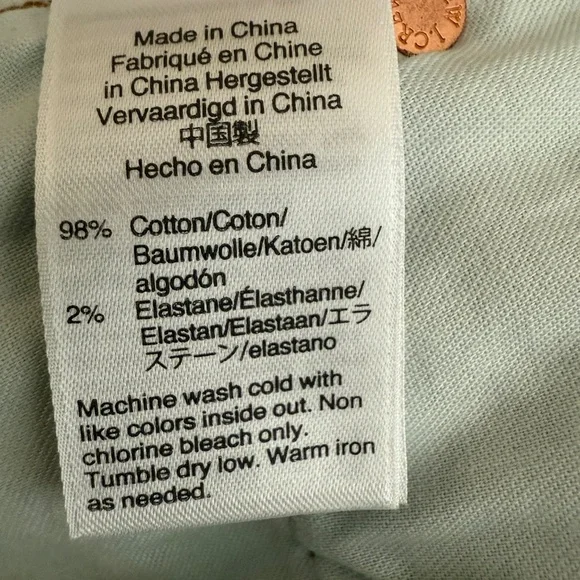 Made in China
Fabriqué en Chine
in China Hergestellt
Vervaardigd in China
中国製
Hecho en China
98% Cotton/Coton/
Baumwolle/Katoen/綿/
algodón
2% Elastane/Élasthanne/
Elastan/Elastaan/エラ
ステーン/elastano
Machine wash cold with
like colors inside out. Non
chlorine bleach only.
Tumble dry low. Warm iron
as needed.
J.CRE